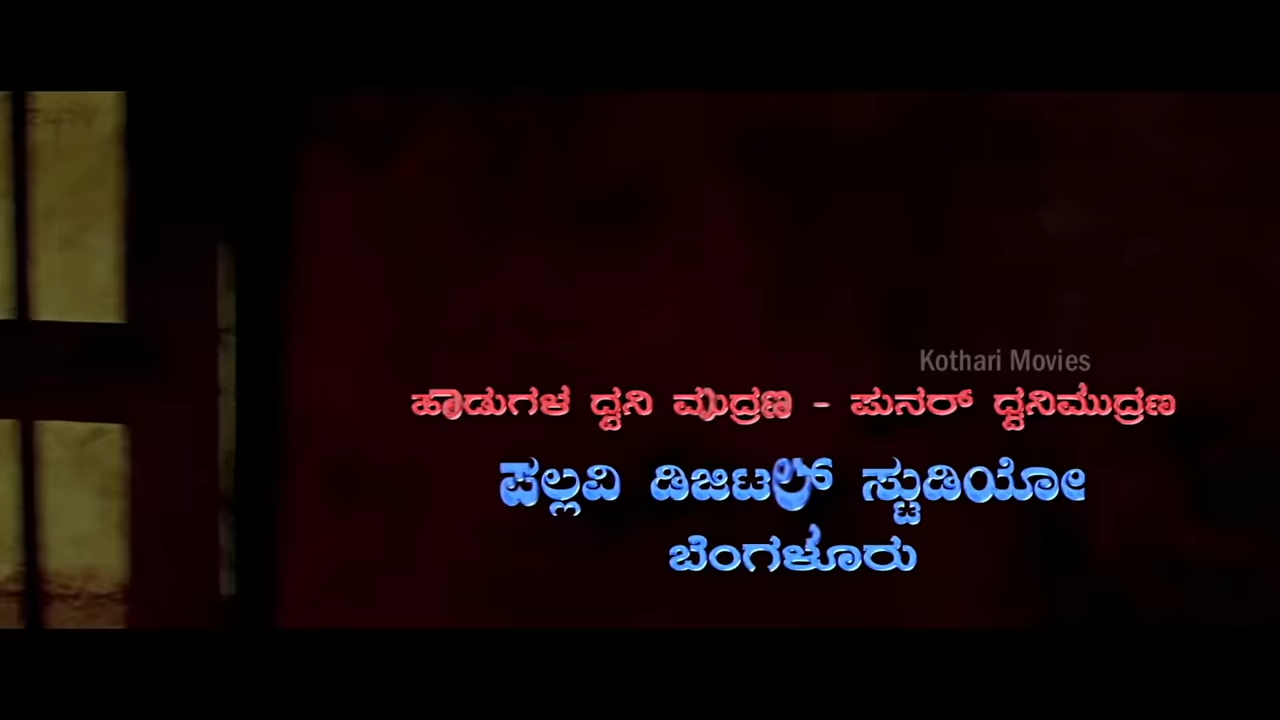 Kothari Movies
ಹಾಡುಗಳ ಧ್ವನಿ ಮುದ್ರಣ - ಪುನರ್ ಧ್ವನಿಮುದ್ರಣ
ಪಲ್ಲವಿ ಡಿಜಿಟಲ್ ಸ್ಟುಡಿಯೋ
ಬೆಂಗಳೂರು